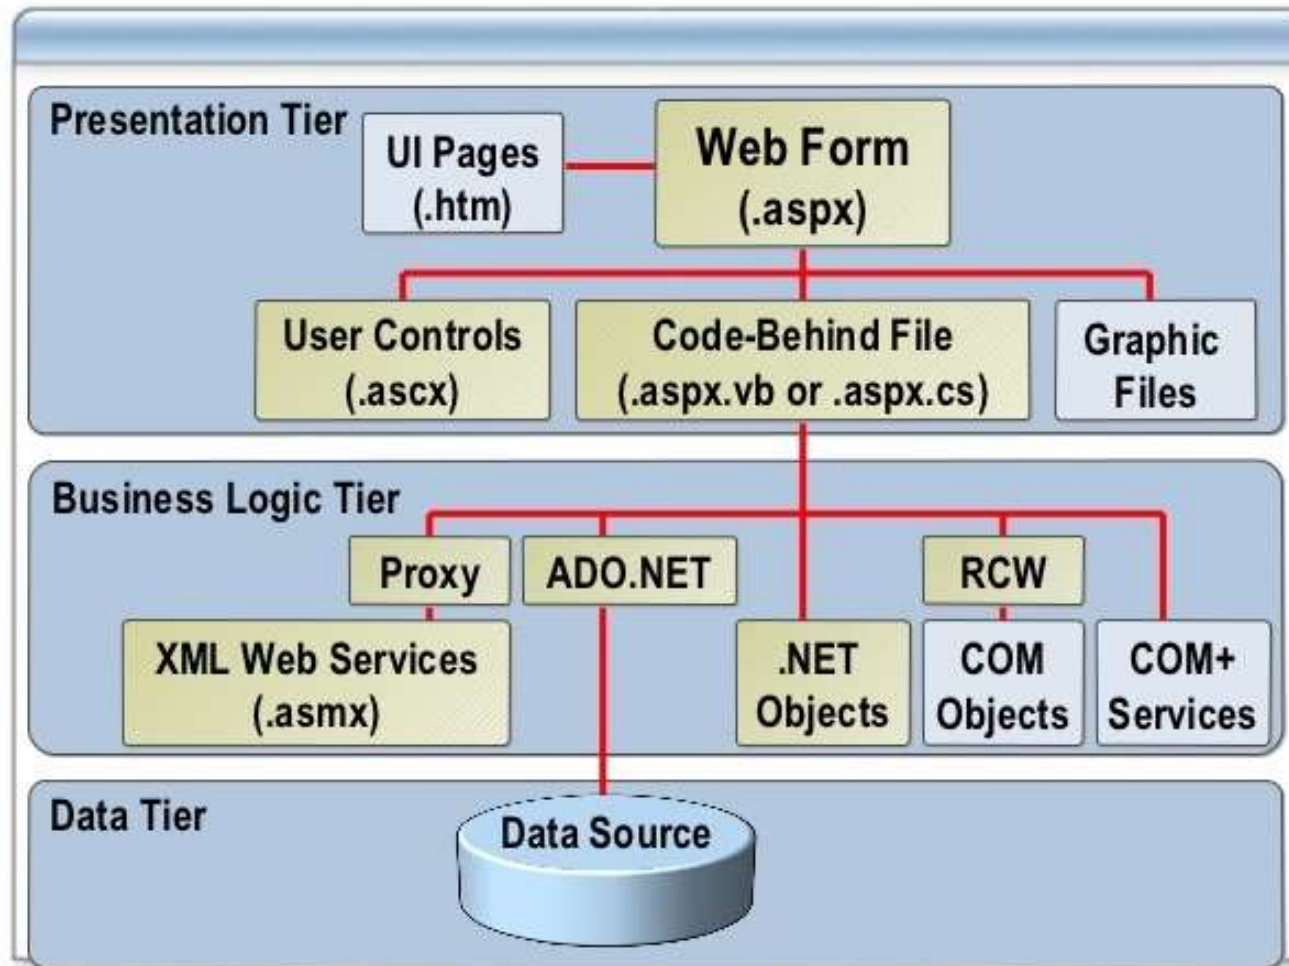 Presentation Tier
UI Pages
(.htm)
Web Form
(.aspx)
User Controls
(.ascx)
Code-Behind File
(.aspx.vb or .aspx.cs)
Graphic
Files
Business Logic Tier
Proxy
ADO.NET
RCW
XML Web Services
(.asmx)
.NET
Objects
COM
Objects
COM+
Services
Data Tier
Data Source